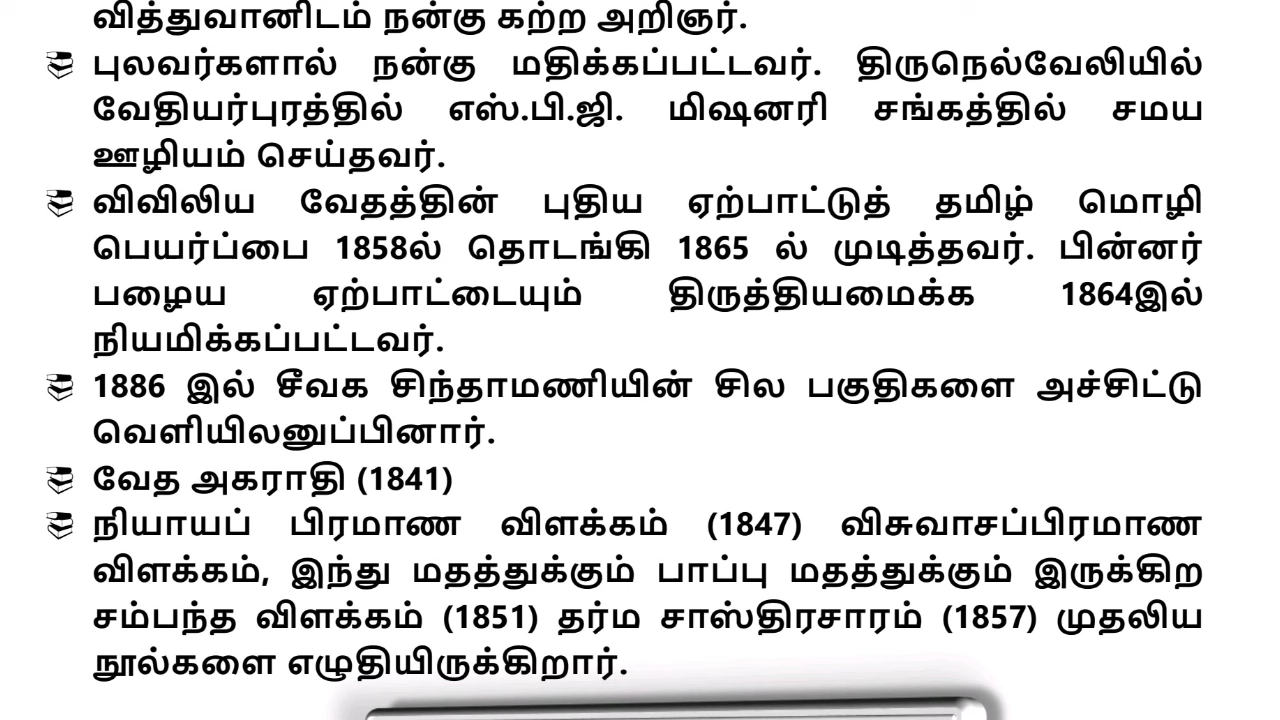 வித்துவானிடம் நன்கு கற்ற அறிஞர்.
புலவர்களால் நன்கு மதிக்கப்பட்டவர். திருநெல்வேலியில்
வேதியர்புரத்தில் எஸ்.பி.ஜி. மிஷனரி சங்கத்தில் சமய
ஊழியம் செய்தவர்.
விவிலிய வேதத்தின் புதிய ஏற்பாட்டுத் தமிழ் மொழி
பெயர்ப்பை 1858ல் தொடங்கி 1865 ல் முடித்தவர். பின்னர்
பழைய ஏற்பாட்டையும் திருத்தியமைக்க 1864இல்
நியமிக்கப்பட்டவர்.
1886 இல் சீவக சிந்தாமணியின் சில பகுதிகளை அச்சிட்டு
வெளியிலனுப்பினார்.
வேத அகராதி (1841)
நியாயப் பிரமாண விளக்கம் (1847) விசுவாசப்பிரமாண
விளக்கம், இந்து மதத்துக்கும் பாப்பு மதத்துக்கும் இருக்கிற
சம்பந்த விளக்கம் (1851) தர்ம சாஸ்திரசாரம் (1857) முதலிய
நூல்களை எழுதியிருக்கிறார்.